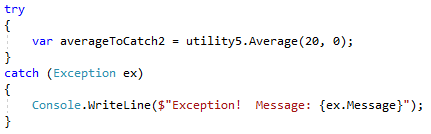 try
{
    var averageToCatch2 = utility5.Average(20, 0);
}
catch (Exception ex)
{
    Console.WriteLine($"Exception!  Message: {ex.Message}");
}